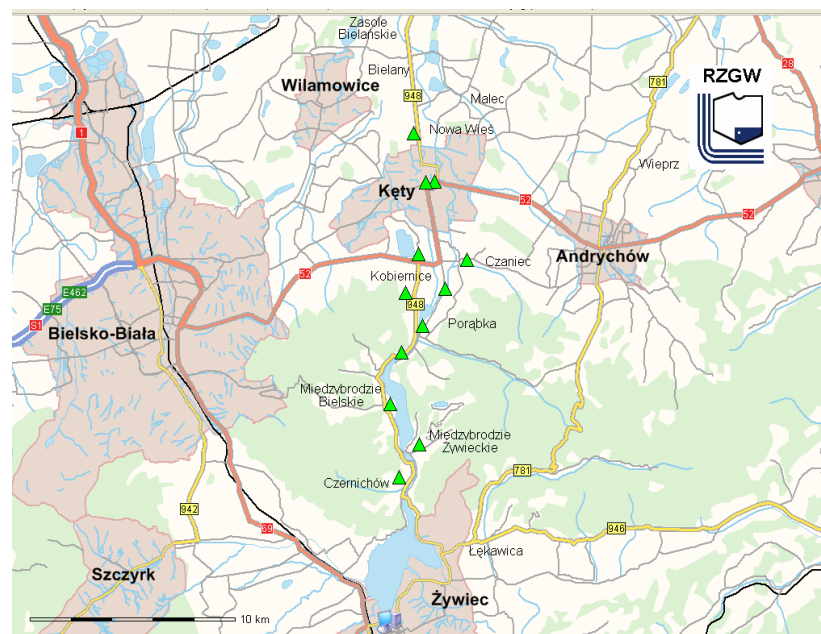 Zasole
Bielańskie
Bielany
Wilamowice
948
Malec
781
28
RZGW
1
Nowa Wieś
Wieprz
Kęty
52
52
Andrychów
Czaniec
52
Kobiernice
E462
E75
S1
948
Bielsko-Biała
Porąbka
Międzybrodzie
Bielskie
Międzybrodzie
Żywieckie
781
Czernichów
942
69
946
Łękawica
Szczyrk
Żywiec
10 km